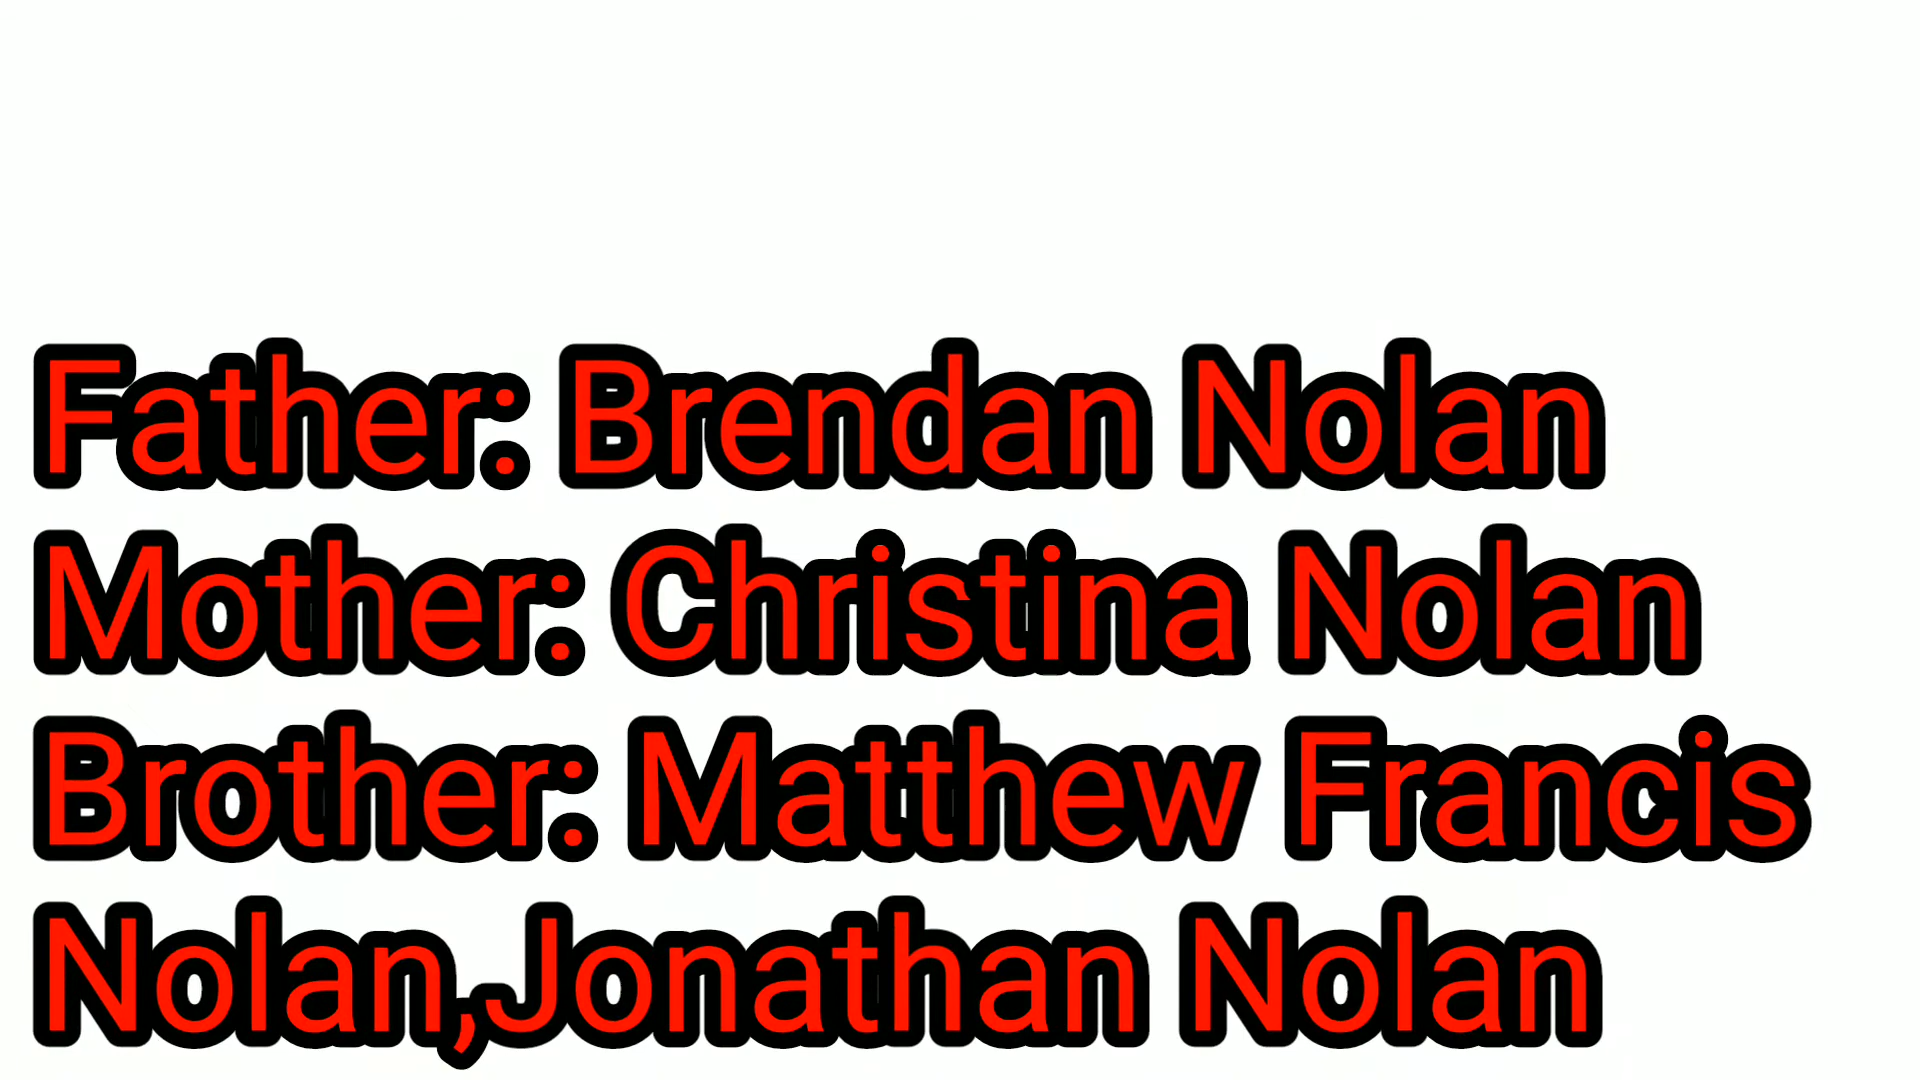 Father: Brendan Nolan
Mother: Christina Nolan
Brother: Matthew Francis
Nolan,Jonathan Nolan